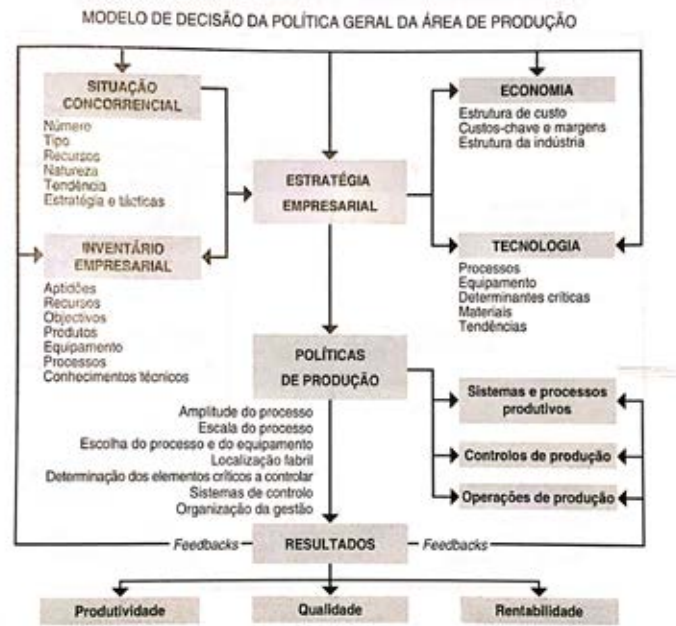 MODELO DE DECISÃO DA POLÍTICA GERAL DA ÁREA DE PRODUÇÃO
SITUAÇÃO
CONCORRENCIAL
Número
Tipo
Recursos
Natureza
Tendência
Estratégia e tácticas
INVENTÁRIO
EMPRESARIAL
Aptidões
Recursos
Objectivos
Produtos
Equipamento
Processos
Conhecimentos técnicos
ESTRATÉGIA
EMPRESARIAL
ECONOMIA
Estrutura de custo
Custos-chave e margens
Estrutura da indústria
TECNOLOGIA
Processos
Equipamento
Determinantes críticas
Materiais
Tendências
POLÍTICAS
DE PRODUÇÃO
Amplitude do processo
Escala do processo
Escolha do processo e do equipamento
Localização fabril
Determinação dos elementos críticos a controlar
Sistemas de controlo
Organização da gestão
Sistemas e processos
produtivos
Controlos de produção
Operações de produção
Feedbacks
RESULTADOS
Feedbacks
Produtividade
Qualidade
Rentabilidade